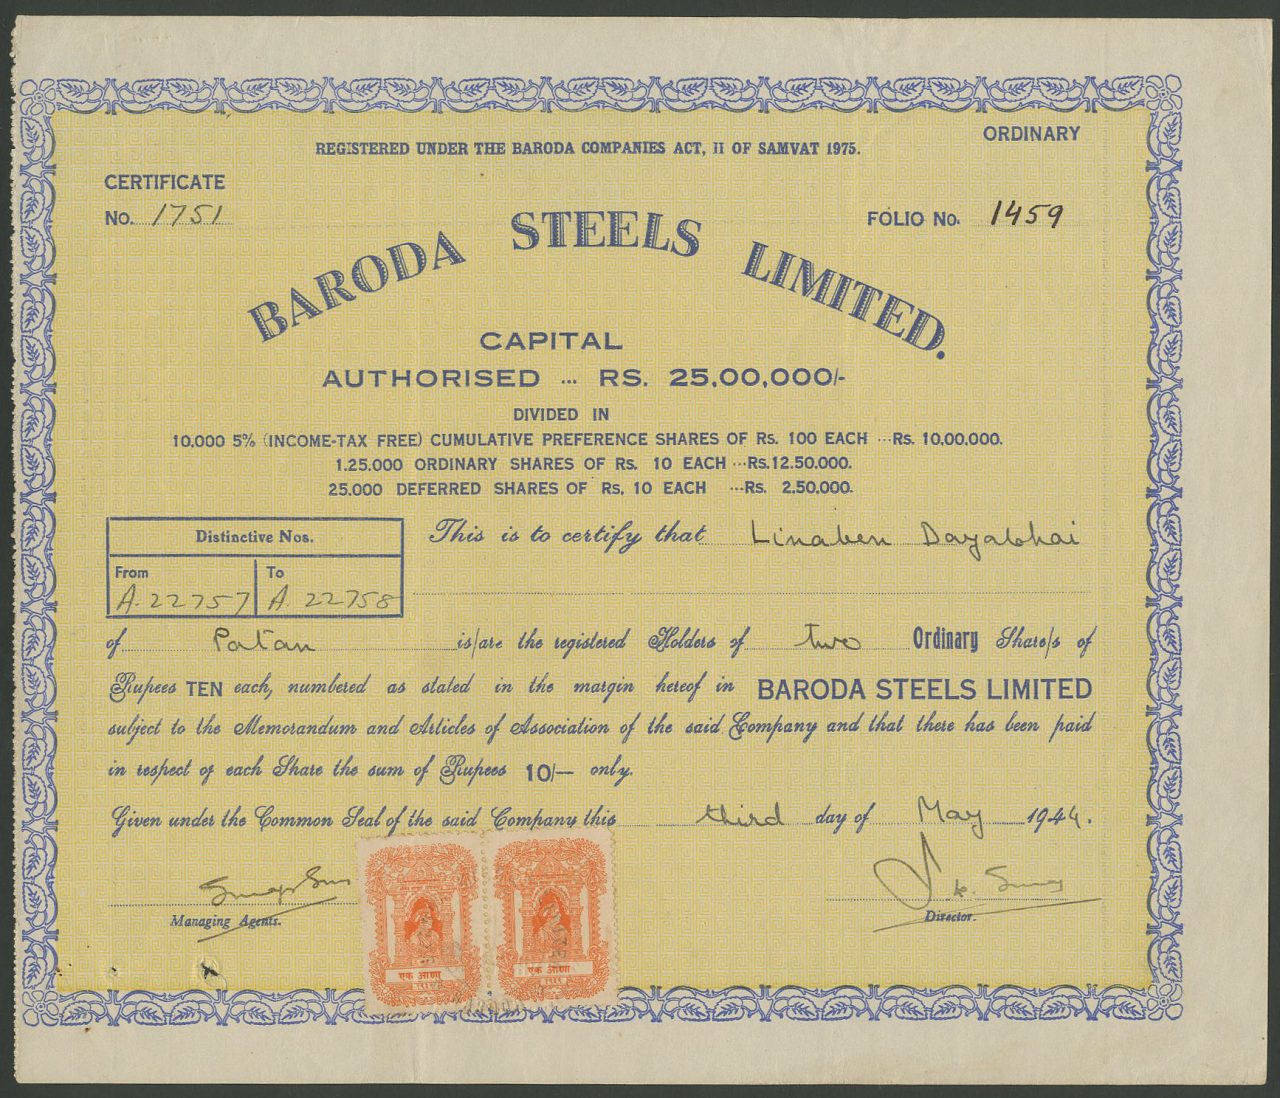 ORDINARY
REGISTERED UNDER THE BARODA COMPANIES ACT, II OF SAMVAT 1975.
CERTIFICATE
No. 1751
FOLIO No. 1459
BARODA STEELS LIMITED.
CAPITAL
AUTHORISED ... RS. 25,00,000/-
DIVIDED IN
10,000 5% (INCOME-TAX FREE) CUMULATIVE PREFERENCE SHARES OF Rs. 100 EACH ...Rs. 10,00,000.
1.25.000 ORDINARY SHARES OF Rs. 10 EACH ...Rs.12.50.000.
25.000 DEFERRED SHARES OF Rs. 10 EACH ...Rs. 2.50.000.
Distinctive Nos.
From To
A. 22757 A. 22758
This is to certify that Linaben Dayabhai
of Patan is/are the registered Holders of two Ordinary Share/s of
Rupees TEN each, numbered as stated in the margin hereof in BARODA STEELS LIMITED
subject to the Memorandum and Articles of Association of the said Company and that there has been paid
in respect of each Share the sum of Rupees 10/- only.
Given under the Common Seal of the said Company this third day of May 1944.
Managing Agents.
Director.
एक आणा
एक आणा